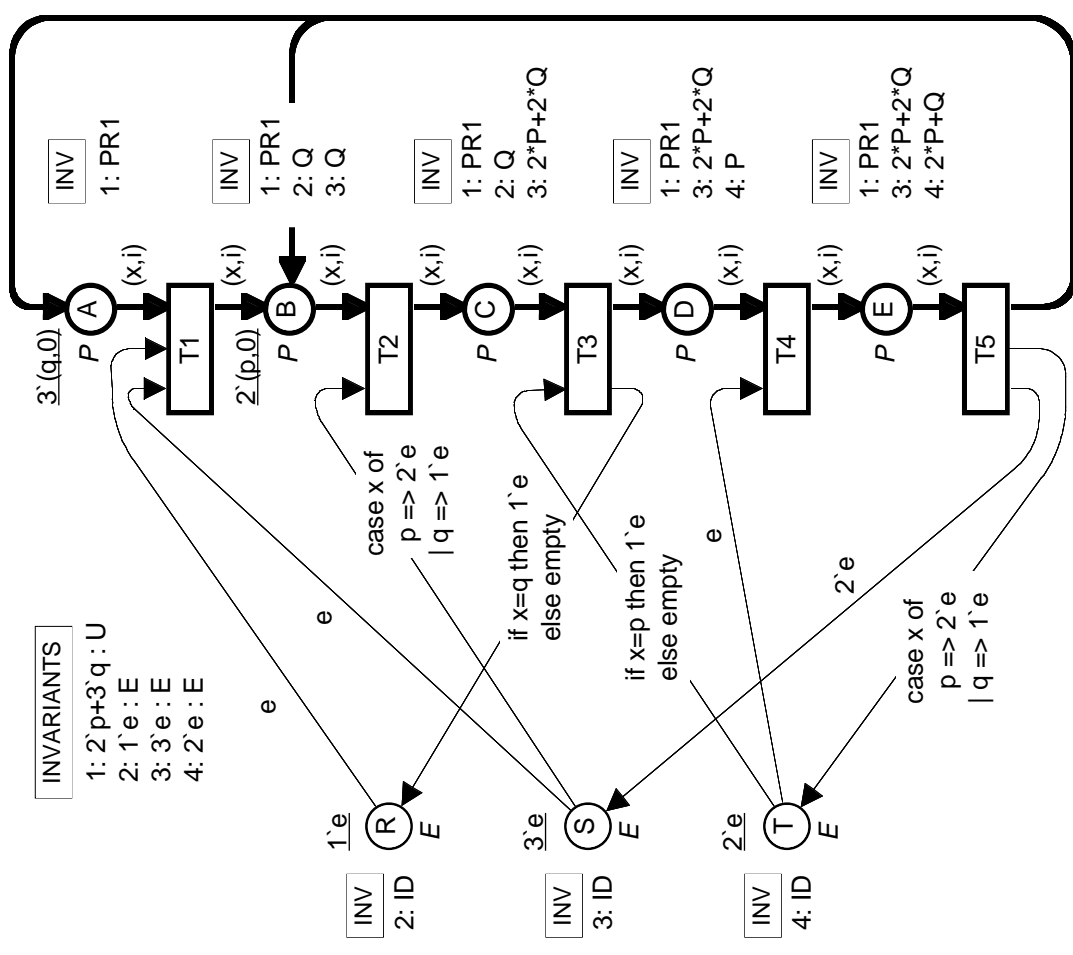 INVARIANTS
1: 2`p+3`q : U
2: 1`e : E
3: 3`e : E
4: 2`e : E
3`(q,0)
A
P
INV
1: PR1
(x,i)
T1
e
e
2`(p,0)
B
P
INV
1: PR1
2: Q
3: Q
(x,i)
case x of
p => 2`e
| q => 1`e
T2
(x,i)
INV
2: ID
1`e
R
E
C
P
INV
1: PR1
2: Q
3: 2*P+2*Q
(x,i)
if x=q then 1`e
else empty
T3
(x,i)
INV
3: ID
3`e
S
E
if x=p then 1`e
else empty
D
P
INV
1: PR1
3: 2*P+2*Q
4: P
(x,i)
e
T4
(x,i)
INV
4: ID
2`e
T
E
2`e
E
P
INV
1: PR1
3: 2*P+2*Q
4: 2*P+Q
(x,i)
case x of
p => 2`e
| q => 1`e
T5